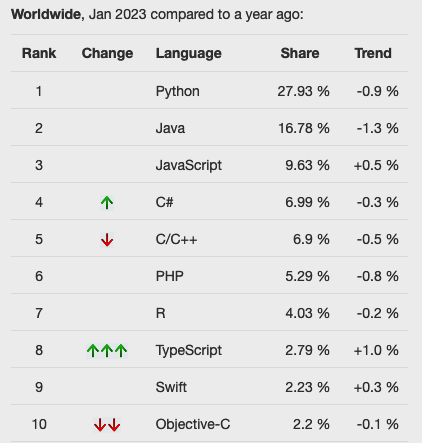 Worldwide, Jan 2023 compared to a year ago:
Rank Change Language Share Trend
1 Python 27.93 % -0.9 %
2 Java 16.78 % -1.3 %
3 JavaScript 9.63 % +0.5 %
4 ↑ C# 6.99 % -0.3 %
5 ↓ C/C++ 6.9 % -0.5 %
6 PHP 5.29 % -0.8 %
7 R 4.03 % -0.2 %
8 ↑↑↑ TypeScript 2.79 % +1.0 %
9 Swift 2.23 % +0.3 %
10 ↓↓ Objective-C 2.2 % -0.1 %